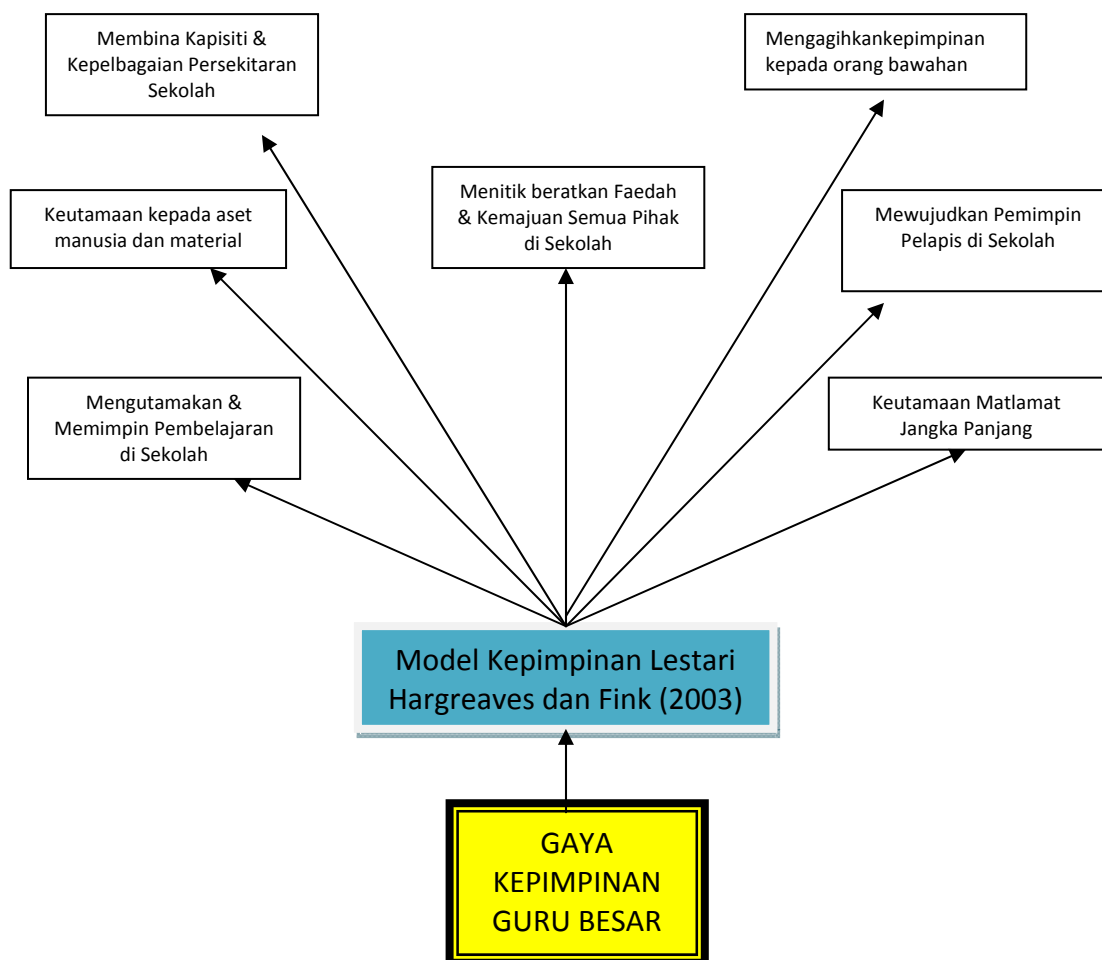 Membina Kapisiti &
Kepelbagaian Persekitaran
Sekolah
Mengagihkankepimpinan
kepada orang bawahan
Menitik beratkan Faedah
& Kemajuan Semua Pihak
di Sekolah
Keutamaan kepada aset
manusia dan material
Mewujudkan Pemimpin
Pelapis di Sekolah
Mengutamakan &
Memimpin Pembelajaran
di Sekolah
Keutamaan Matlamat
Jangka Panjang
Model Kepimpinan Lestari
Hargreaves dan Fink (2003)
GAYA
KEPIMPINAN
GURU BESAR